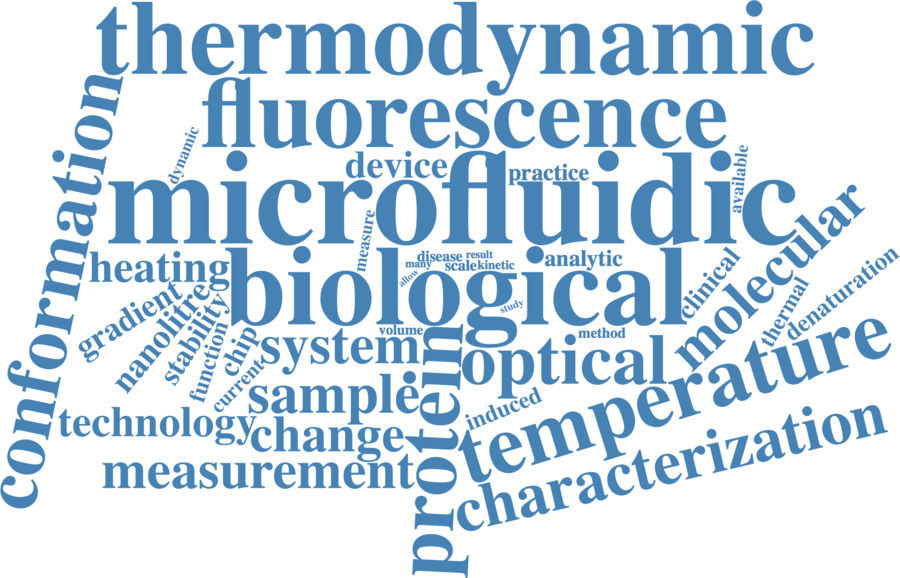 thermodynamic
fluorescence
conformation
dynamic
device
practice
available
microfluidic
measure
molecular
heating
biological
disease
result
many
scale
kinetic
analytic
allow
study
clinical
thermal
denaturation
gradient
nanolitre
stability
function
chip
current
volume
method
system
optical
temperature
sample
protein
induced
technology
change
characterization
measurement